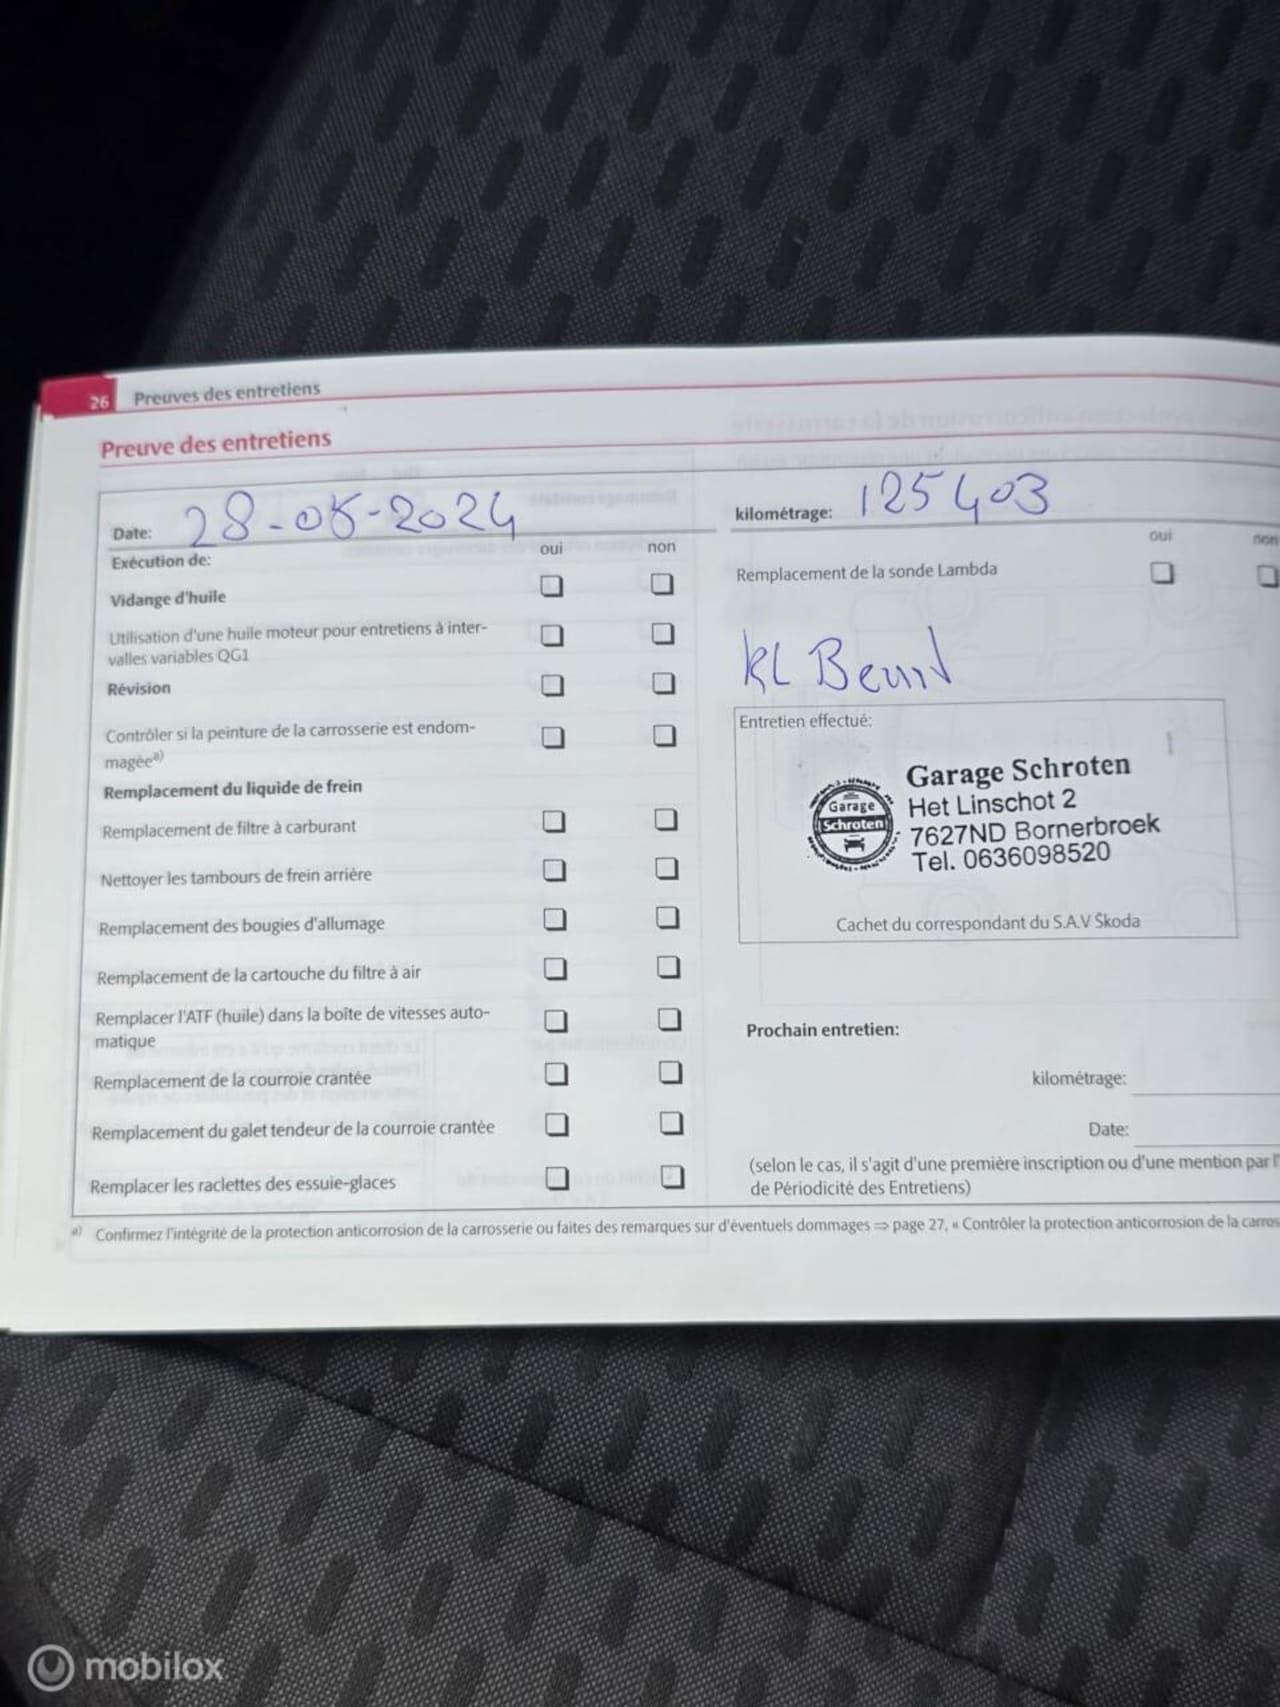 26 Preuves des entretiens
Preuve des entretiens
Date: 28-05-2024
kilométrage: 125403
Exécution de:
oui non
Vidange d'huile
Utilisation d'une huile moteur pour entretiens à inter-
valles variables QG1
Révision
Contrôler si la peinture de la carrosserie est endom-
magée a)
Remplacement du liquide de frein
Remplacement de filtre à carburant
Nettoyer les tambours de frein arrière
Remplacement des bougies d'allumage
Remplacement de la cartouche du filtre à air
Remplacer l'ATF (huile) dans la boîte de vitesses auto-
matique
Remplacement de la courroie crantée
Remplacement du galet tendeur de la courroie crantée
Remplacer les raclettes des essuie-glaces
oui non
Remplacement de la sonde Lambda
KL
Entretien effectué:
Garage
Schroten
Garage Schroten
Het Linschot 2
7627ND Bornerbroek
Tel. 0636098520
Cachet du correspondant du S.A.V Škoda
Prochain entretien:
kilométrage:
Date:
(selon le cas, il s'agit d'une première inscription ou d'une mention par l'
de Périodicité des Entretiens)
a) Confirmez l'intégrité de la protection anticorrosion de la carrosserie ou faites des remarques sur d'éventuels dommages ⇒ page 27, « Contrôler la protection anticorrosion de la carros
mobilox